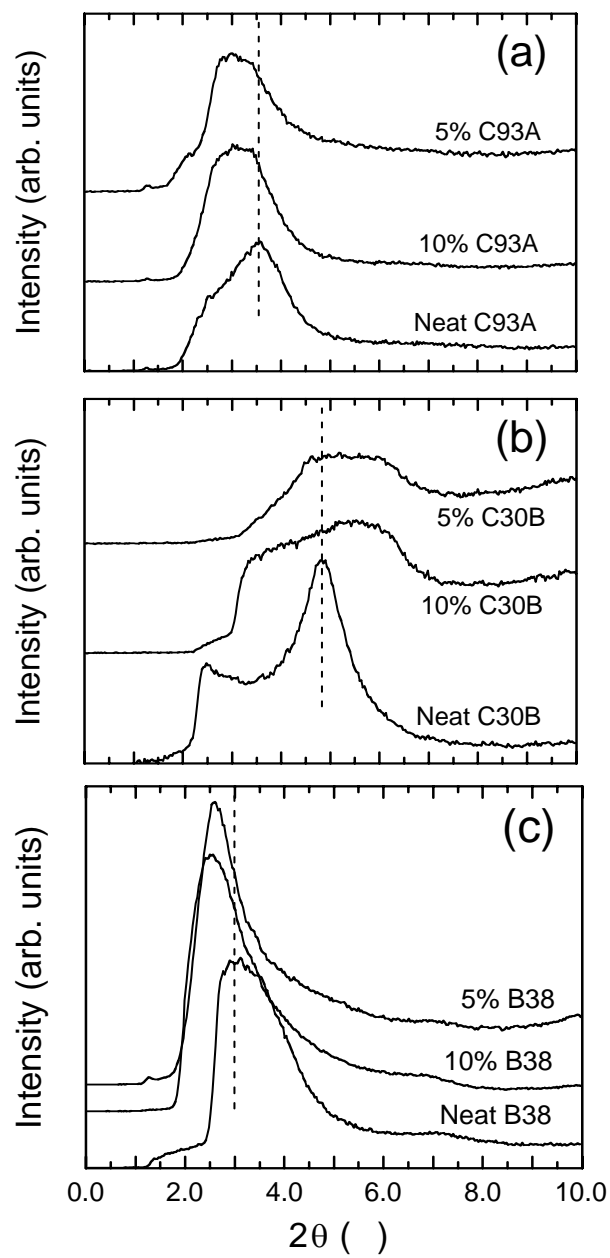 (a)
Intensity (arb. units)
5% C93A
10% C93A
Neat C93A
(b)
Intensity (arb. units)
5% C30B
10% C30B
Neat C30B
(c)
Intensity (arb. units)
5% B38
10% B38
Neat B38
0.0 2.0 4.0 6.0 8.0 10.0
2θ ( )